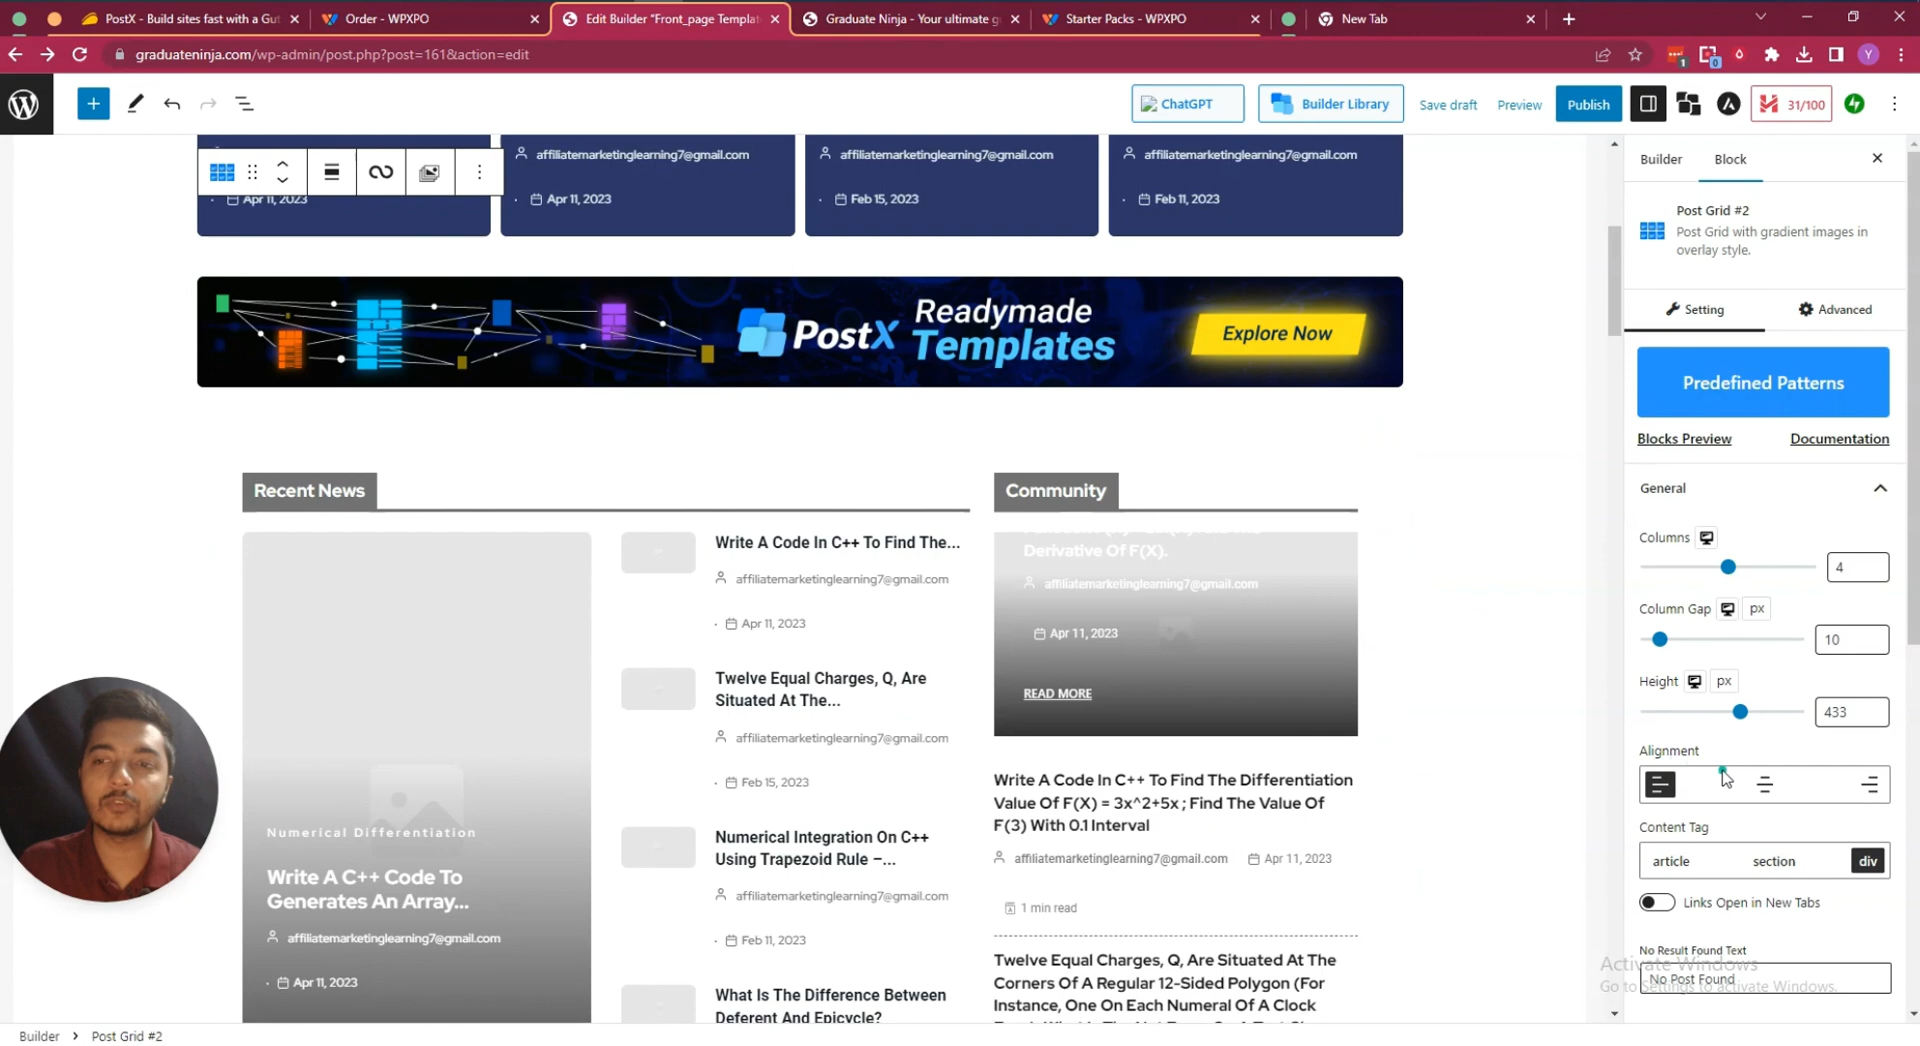 PostX - Build sites fast with a Gut
Order - WPXPO
Edit Builder "Front_page Templat
Graduate Ninja - Your ultimate g
Starter Packs - WPXPO
New Tab
graduateninja.com/wp-admin/post.php?post=161&action=edit
1
0
Y
ChatGPT
Builder Library
Save draft
Preview
Publish
31/100
affiliatemarketinglearning7@gmail.com
affiliatemarketinglearning7@gmail.com
affiliatemarketinglearning7@gmail.com
Apr 11, 2023
Apr 11, 2023
Feb 15, 2023
Feb 11, 2023
PostX
Readymade
Templates
Explore Now
Recent News
Numerical Differentiation
Write A C++ Code To
Generates An Array...
affiliatemarketinglearning7@gmail.com
Apr 11, 2023
Write A Code In C++ To Find The...
affiliatemarketinglearning7@gmail.com
Apr 11, 2023
Twelve Equal Charges, Q, Are
Situated At The...
affiliatemarketinglearning7@gmail.com
Feb 15, 2023
Numerical Integration On C++
Using Trapezoid Rule –...
affiliatemarketinglearning7@gmail.com
Feb 11, 2023
What Is The Difference Between
Deferent And Epicycle?
Community
Derivative Of F(X).
affiliatemarketinglearning7@gmail.com
Apr 11, 2023
READ MORE
Write A Code In C++ To Find The Differentiation
Value Of F(X) = 3x^2+5x ; Find The Value Of
F(3) With 0.1 Interval
affiliatemarketinglearning7@gmail.com
Apr 11, 2023
1 min read
Twelve Equal Charges, Q, Are Situated At The
Corners Of A Regular 12-Sided Polygon (For
Instance, One On Each Numeral Of A Clock
Builder
Block
Post Grid #2
Post Grid with gradient images in
overlay style.
Setting
Advanced
Predefined Patterns
Blocks Preview
Documentation
General
Columns
4
Column Gap
px
10
Height
px
433
Alignment
Content Tag
article
section
div
Links Open in New Tabs
No Result Found Text
No Post Found
Activate Windows
Go to Settings to activate Windows.
Builder
Post Grid #2